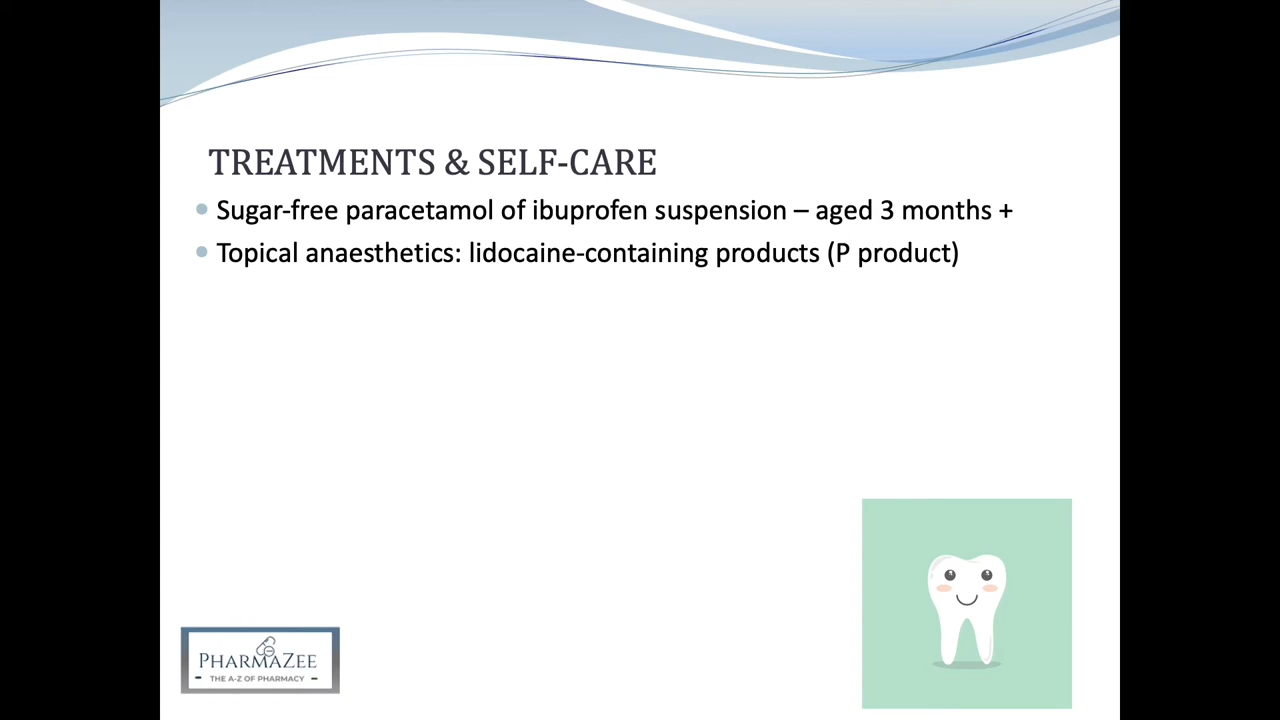 TREATMENTS & SELF-CARE
Sugar-free paracetamol of ibuprofen suspension – aged 3 months +
Topical anaesthetics: lidocaine-containing products (P product)
PHARMAZEE
- THE A-Z OF PHARMACY -